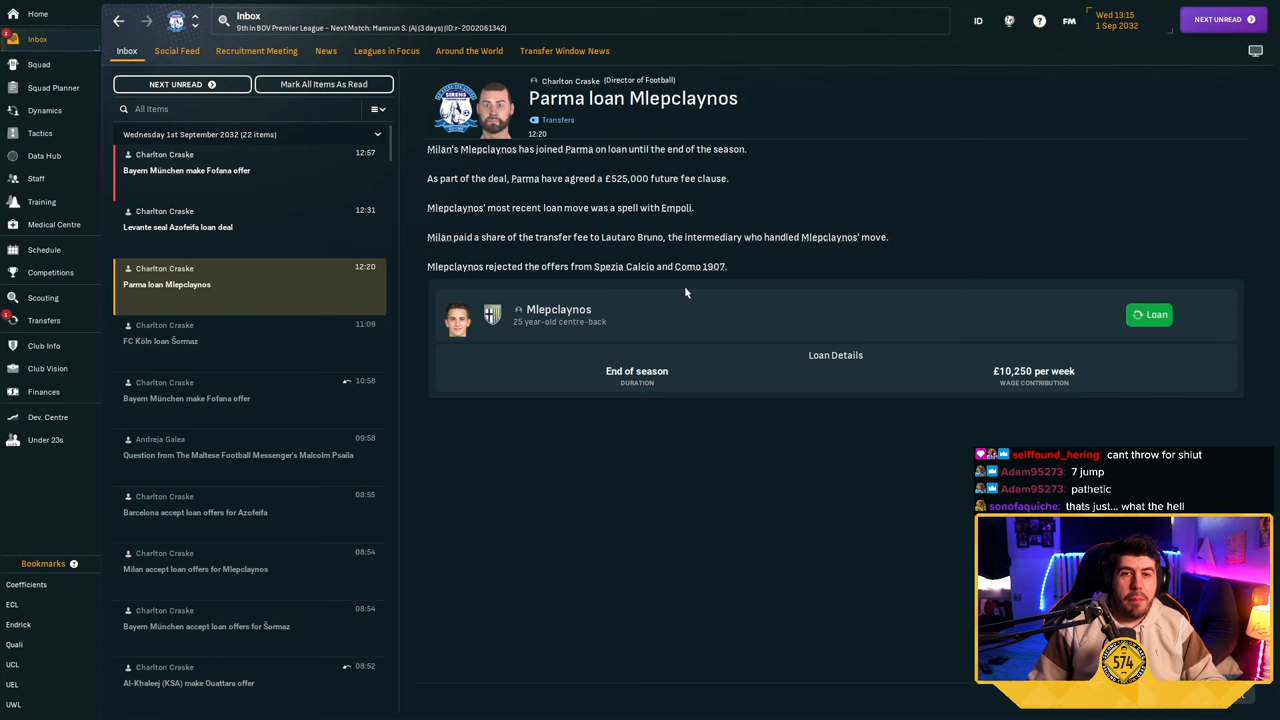 Home
2
Inbox
Squad
Squad Planner
Dynamics
Tactics
Data Hub
Staff
Training
Medical Centre
Schedule
Competitions
Scouting
1
Transfers
Club Info
Club Vision
Finances
Dev. Centre
Under 23s
Bookmarks ?
Coefficients
ECL
Endrick
Quali
UCL
UEL
UWL
Inbox
9th in BOV Premier League - Next Match: Hamrun S. (A) (3 days) (ID:r-2002061342)
ID
?
FM
Wed 13:15
1 Sep 2032
NEXT UNREAD
Inbox
Social Feed
Recruitment Meeting
News
Leagues in Focus
Around the World
Transfer Window News
NEXT UNREAD
Mark All Items As Read
All Items
Wednesday 1st September 2032 (22 items)
Charlton Craske 12:57
Bayern München make Fofana offer
Charlton Craske 12:31
Levante seal Azofeifa loan deal
Charlton Craske 12:20
Parma loan Mlepclaynos
Charlton Craske 11:09
FC Köln loan Šormaz
Charlton Craske 10:58
Bayern München make Fofana offer
Andreja Galea 09:58
Question from The Maltese Football Messenger's Malcolm Psaila
Charlton Craske 08:55
Barcelona accept loan offers for Azofeifa
Charlton Craske 08:54
Milan accept loan offers for Mlepclaynos
Charlton Craske 08:54
Bayern München accept loan offers for Šormaz
Charlton Craske 08:52
Al-Khaleej (KSA) make Ouattara offer
SIRENS
Charlton Craske (Director of Football)
Parma loan Mlepclaynos
Transfers
12:20
Milan's Mlepclaynos has joined Parma on loan until the end of the season.
As part of the deal, Parma have agreed a £525,000 future fee clause.
Mlepclaynos' most recent loan move was a spell with Empoli.
Milan paid a share of the transfer fee to Lautaro Bruno, the intermediary who handled Mlepclaynos' move.
Mlepclaynos rejected the offers from Spezia Calcio and Como 1907.
Mlepclaynos
25 year-old centre-back
Loan
Loan Details
End of season
DURATION
£10,250 per week
WAGE CONTRIBUTION
selffound_hering: cant throw for shiut
Adam95273: 7 jump
Adam95273: pathetic
sonofaquiche: thats just... what the hell
574